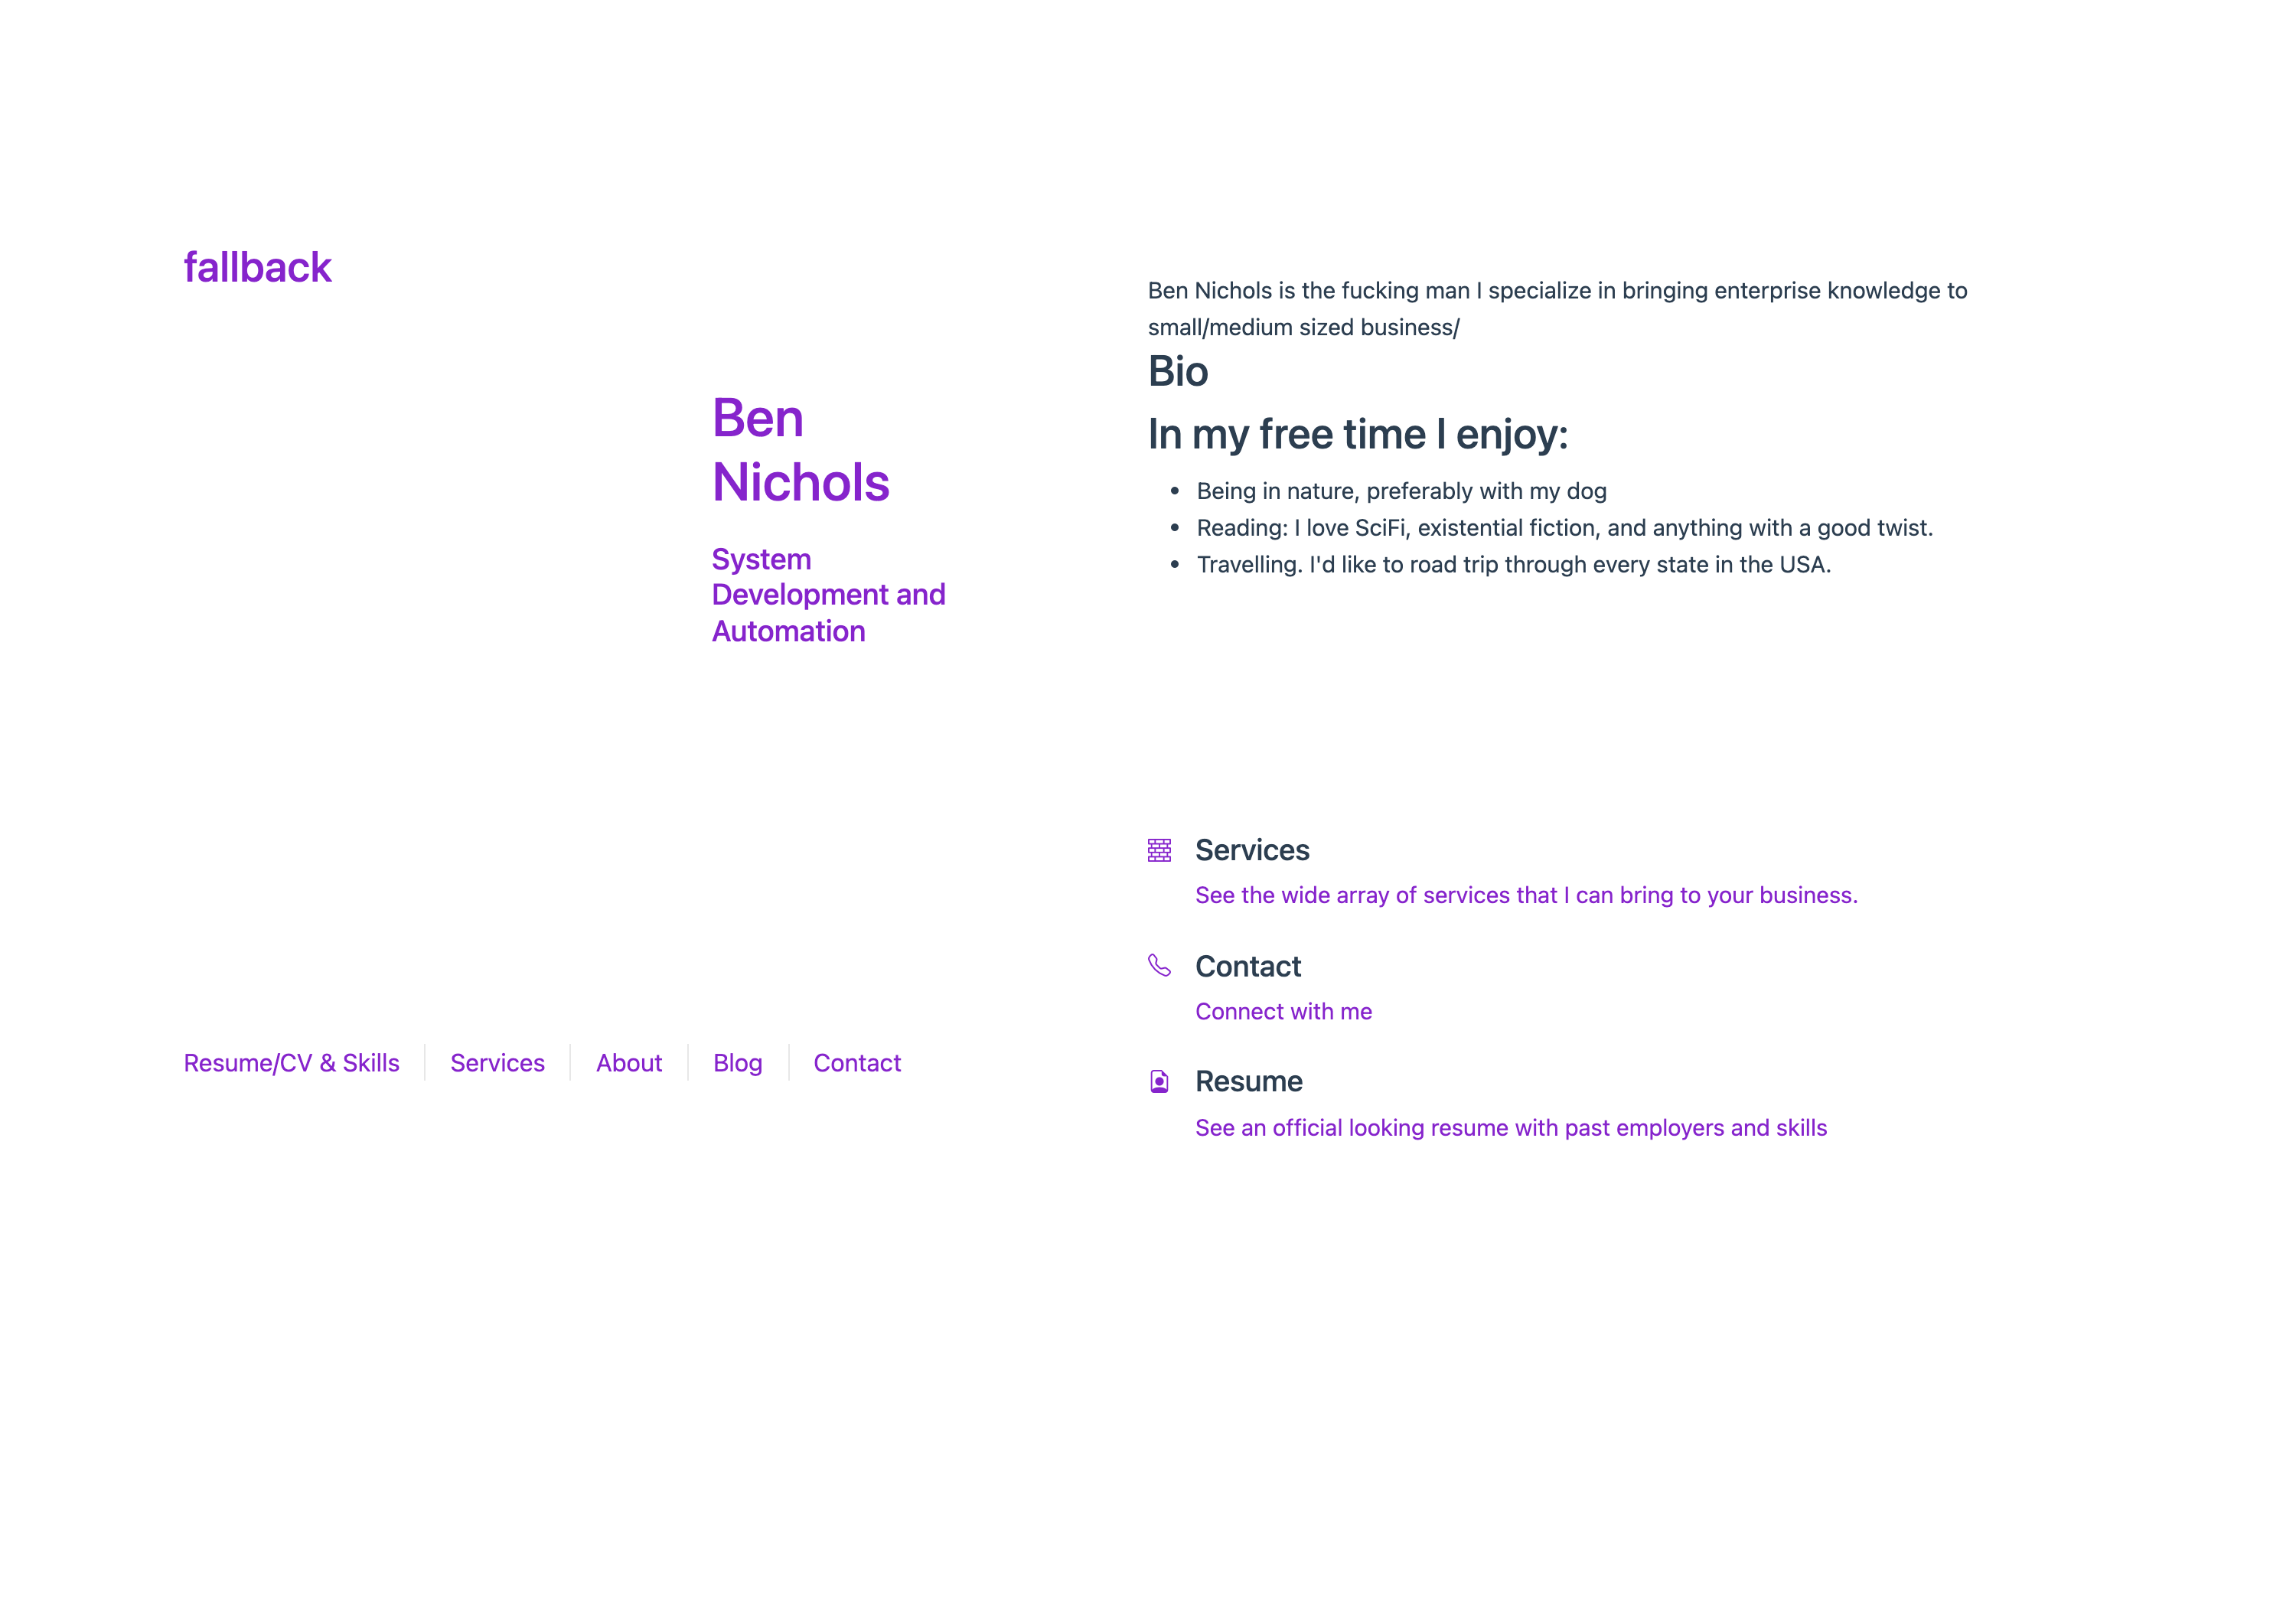 fallback
Ben
Nichols
System
Development and
Automation
Resume/CV & Skills
Services
About
Blog
Contact
Ben Nichols is the fucking man I specialize in bringing enterprise knowledge to
small/medium sized business/
Bio
In my free time I enjoy:
Being in nature, preferably with my dog
Reading: I love SciFi, existential fiction, and anything with a good twist.
Travelling. I'd like to road trip through every state in the USA.
Services
See the wide array of services that I can bring to your business.
Contact
Connect with me
Resume
See an official looking resume with past employers and skills